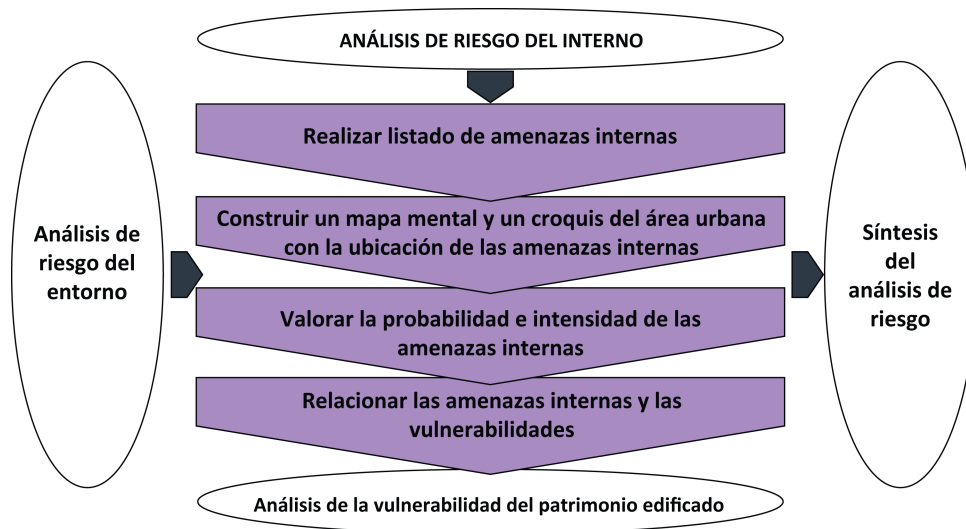 ANÁLISIS DE RIESGO DEL INTERNO
Realizar listado de amenazas internas
Construir un mapa mental y un croquis del área urbana
con la ubicación de las amenazas internas
Valorar la probabilidad e intensidad de las
amenazas internas
Relacionar las amenazas internas y las
vulnerabilidades
Análisis de la vulnerabilidad del patrimonio edificado
Análisis de
riesgo del
entorno
Síntesis
del
análisis de
riesgo